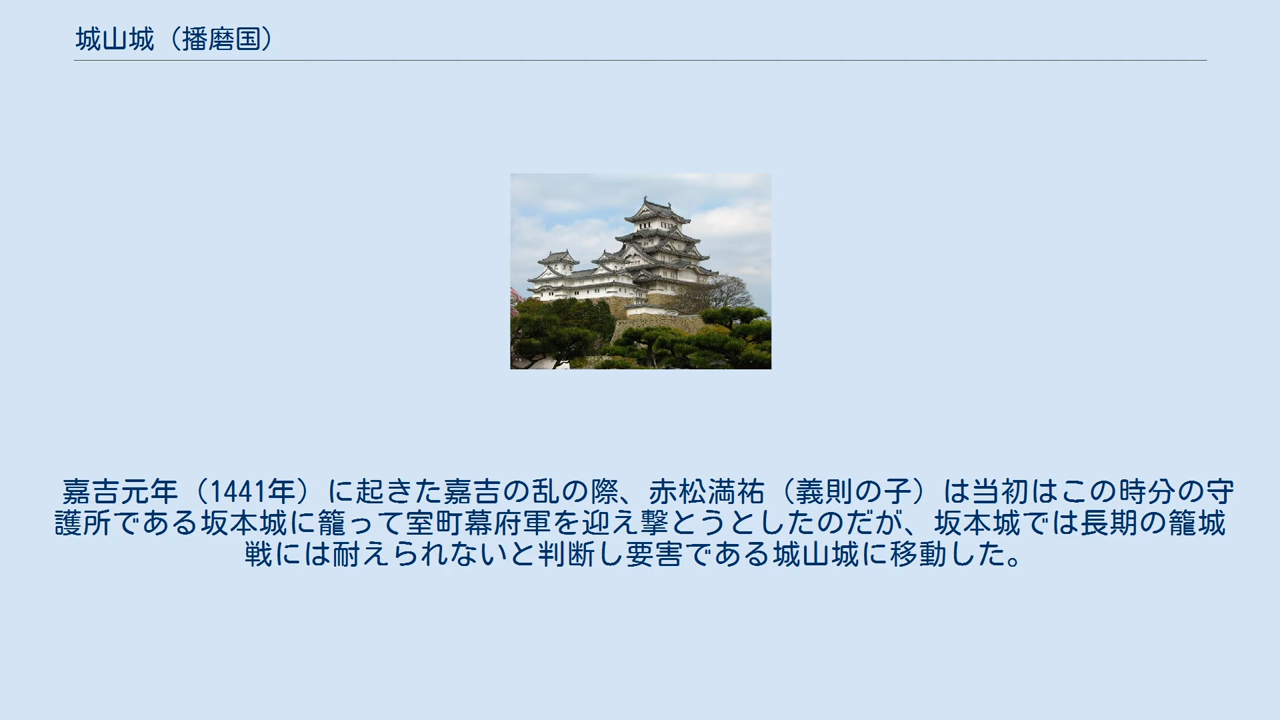 城山城（播磨国）
嘉吉元年（1441年）に起きた嘉吉の乱の際、赤松満祐（義則の子）は当初はこの時分の守
護所である坂本城に籠って室町幕府軍を迎え撃とうとしたのだが、坂本城では長期の籠城
戦には耐えられないと判断し要害である城山城に移動した。